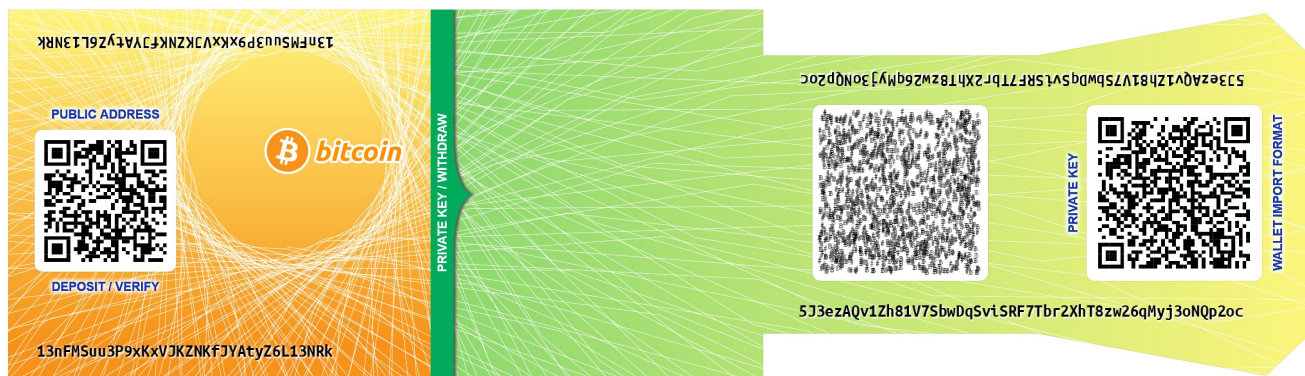 13nFMSuu3P9xKxVJKZNKfJYAtyZ6L13NRk
PUBLIC ADDRESS
bitcoin
DEPOSIT / VERIFY
13nFMSuu3P9xKxVJKZNKfJYAtyZ6L13NRk
PRIVATE KEY / WITHDRAW
5J3ezAQv1Zh81V7SbwDqSviSRF7Tbr2XhT8zw26qMyj3oNQp2oc
PRIVATE KEY
WALLET IMPORT FORMAT
5J3ezAQv1Zh81V7SbwDqSviSRF7Tbr2XhT8zw26qMyj3oNQp2oc